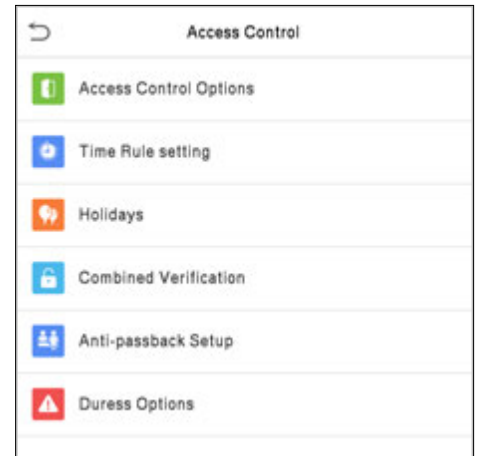 Access Control
Access Control Options
Time Rule setting
Holidays
Combined Verification
Anti-passback Setup
Duress Options